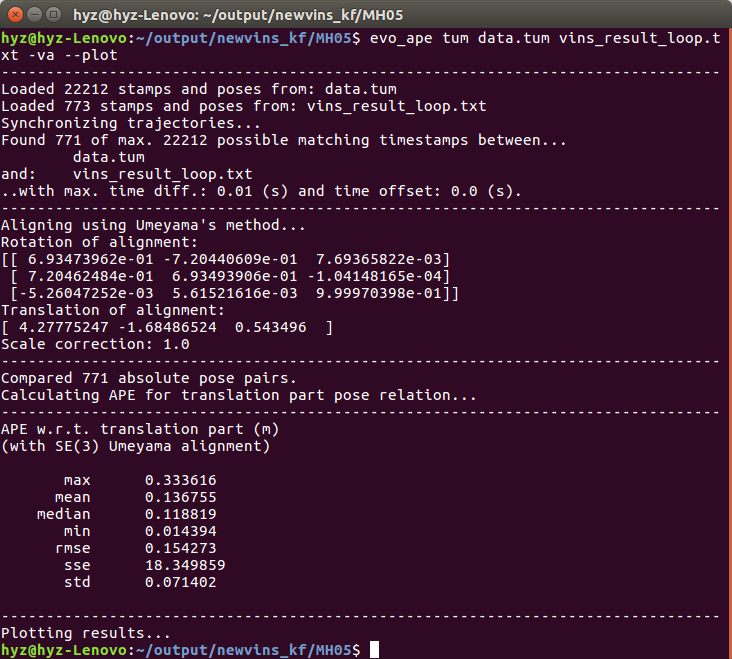 hyz@hyz-Lenovo: ~/output/newvins_kf/MH05
hyz@hyz-Lenovo:~/output/newvins_kf/MH05$ evo_ape tum data.tum vins_result_loop.t
xt -va --plot
--------------------------------------------------------------------------------
Loaded 22212 stamps and poses from: data.tum
Loaded 773 stamps and poses from: vins_result_loop.txt
Synchronizing trajectories...
Found 771 of max. 22212 possible matching timestamps between...
        data.tum
and:    vins_result_loop.txt
..with max. time diff.: 0.01 (s) and time offset: 0.0 (s).
--------------------------------------------------------------------------------
Aligning using Umeyama's method...
Rotation of alignment:
[[ 6.93473962e-01 -7.20440609e-01  7.69365822e-03]
 [ 7.20462484e-01  6.93493906e-01 -1.04148165e-04]
 [-5.26047252e-03  5.61521616e-03  9.99970398e-01]]
Translation of alignment:
[ 4.27775247 -1.68486524  0.543496  ]
Scale correction: 1.0
--------------------------------------------------------------------------------
Compared 771 absolute pose pairs.
Calculating APE for translation part pose relation...
--------------------------------------------------------------------------------
APE w.r.t. translation part (m)
(with SE(3) Umeyama alignment)
       max      0.333616
      mean      0.136755
    median      0.118819
       min      0.014394
      rmse      0.154273
       sse      18.349859
       std      0.071402
--------------------------------------------------------------------------------
Plotting results...
hyz@hyz-Lenovo:~/output/newvins_kf/MH05$